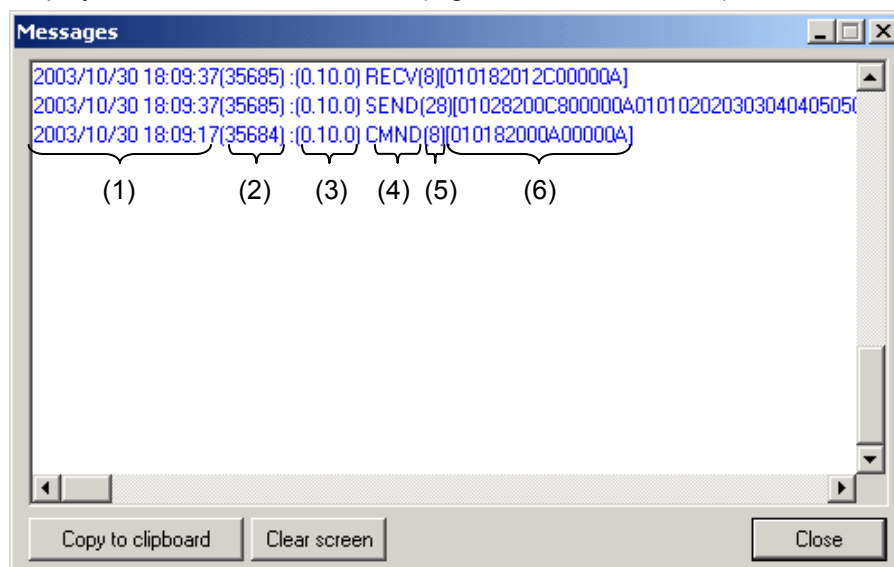 Messages
2003/10/30 18:09:37(35685) :(0.10.0) RECV(8)[010182012C00000A]
2003/10/30 18:09:37(35685) :(0.10.0) SEND(28)[01028200C800000A01010202030304040505
2003/10/30 18:09:17(35684) :(0.10.0) CMND(8)[010182000A00000A]
(1) (2) (3) (4) (5) (6)
Copy to clipboard Clear screen Close